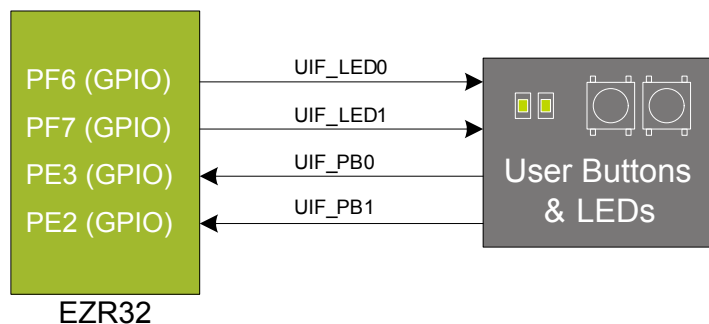 PF6 (GPIO)
UIF_LED0
PF7 (GPIO)
UIF_LED1
PE3 (GPIO)
UIF_PB0
PE2 (GPIO)
UIF_PB1
User Buttons
& LEDs
EZR32